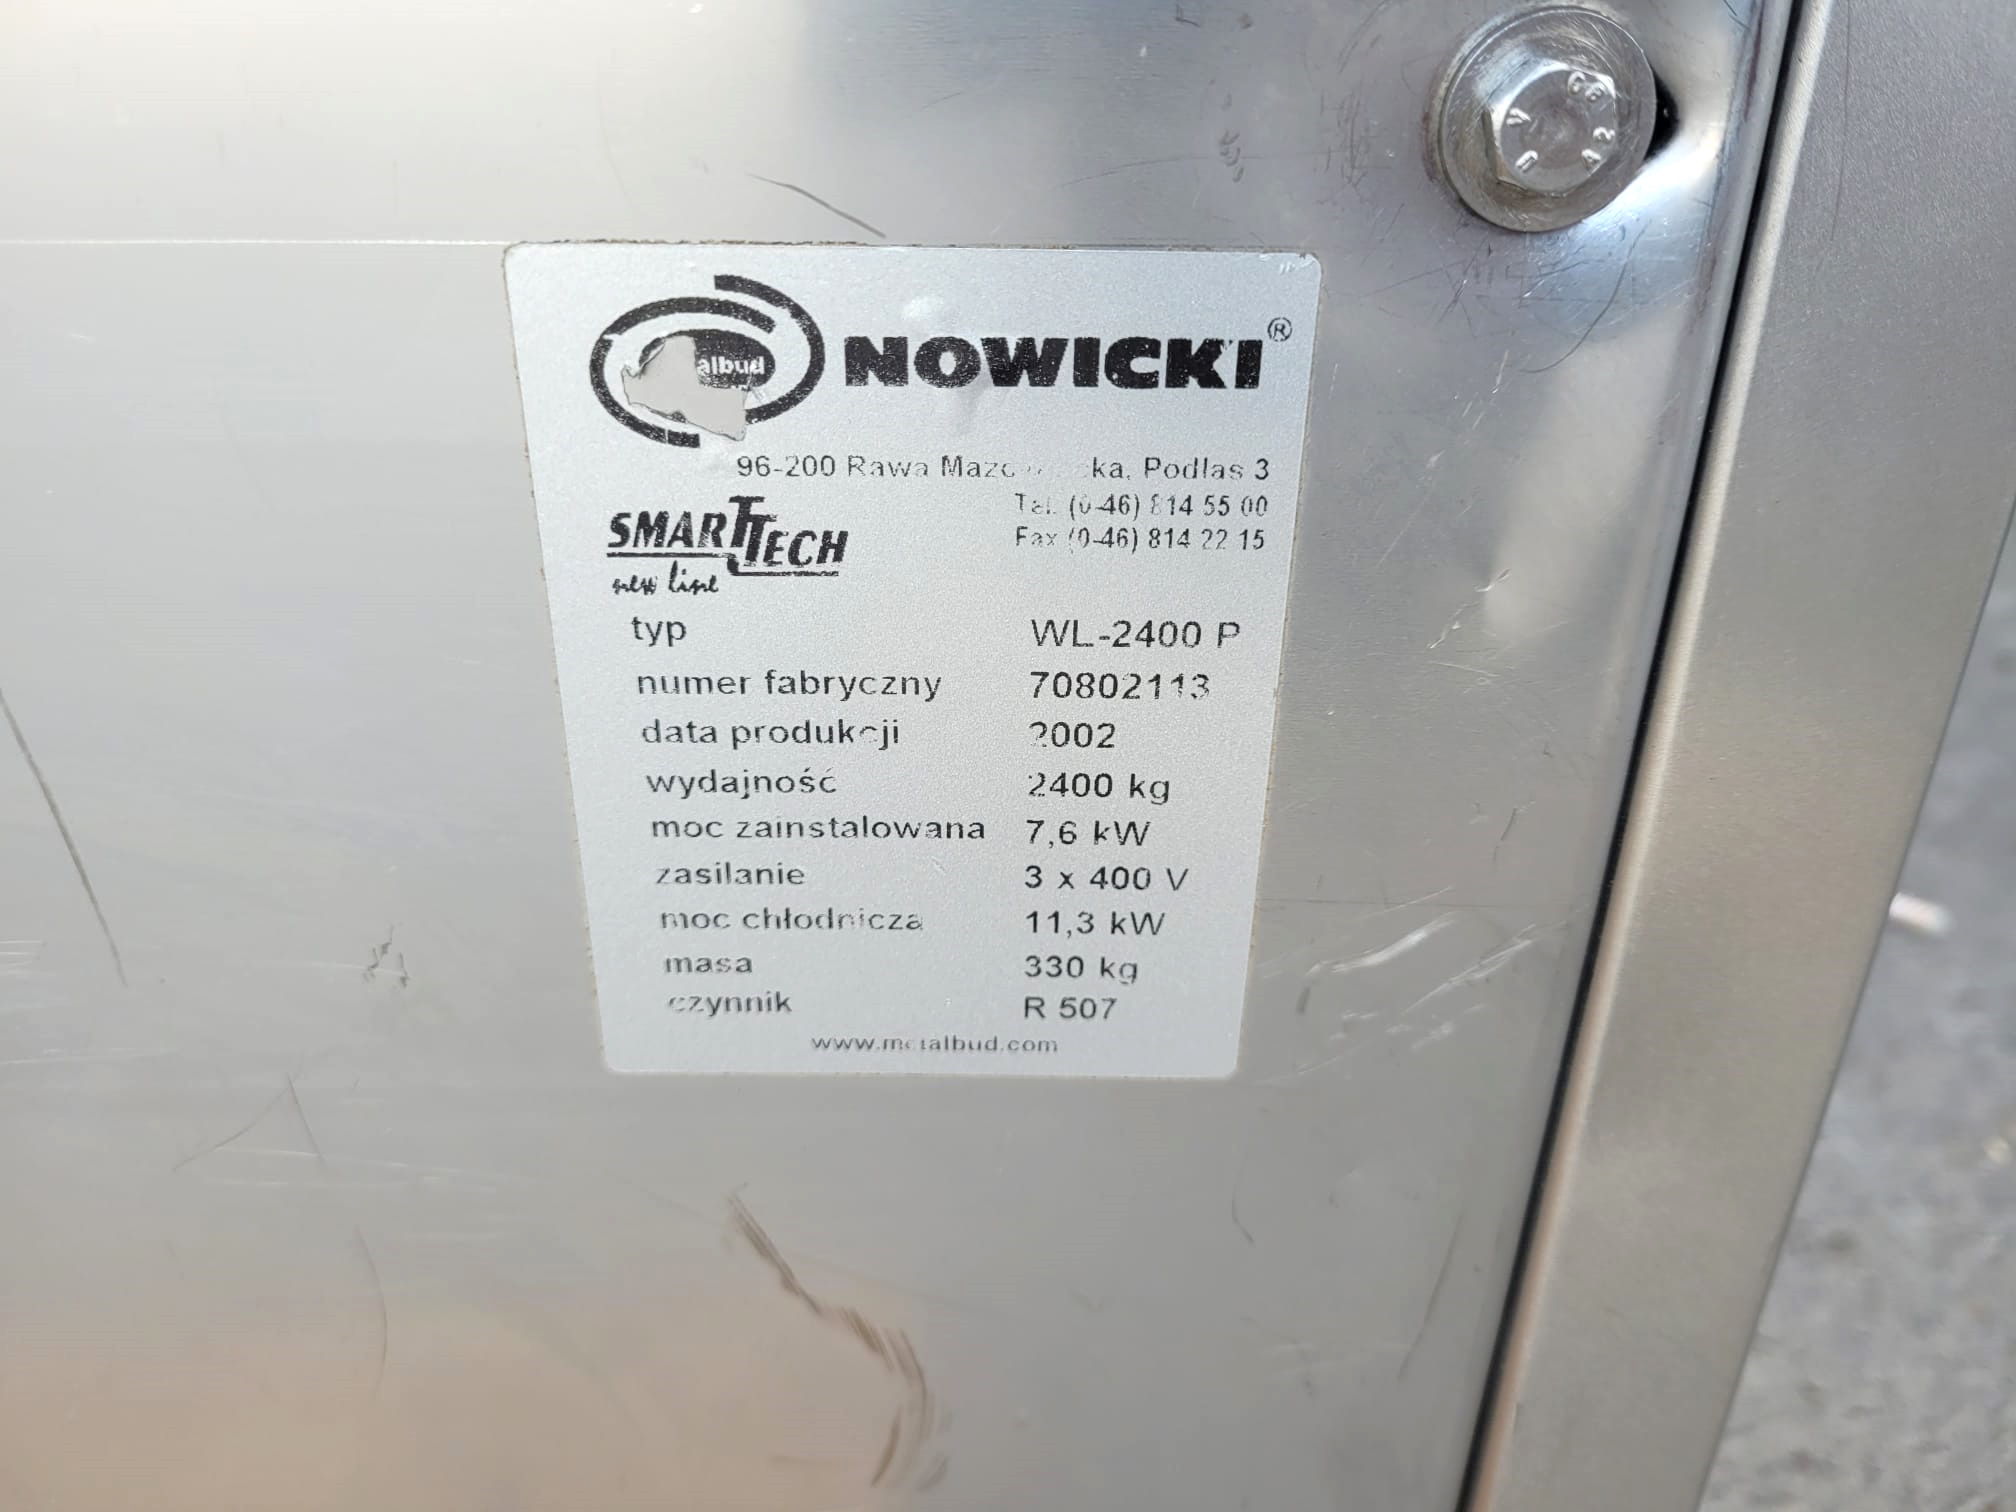 albud NOWICKI ®
96-200 Rawa Podlas 3
SMARTTECH
new line
Tel. (0-46) 814 55 00
Fax (0-46) 814 22 15
typ WL-2400 P
numer fabryczny 70802113
data produkcji 2002
wydajność 2400 kg
moc zainstalowana 7,6 kW
zasilanie 3 x 400 V
moc chłodnicza 11,3 kW
masa 330 kg
czynnik R 507
www.metalbud.com
A2